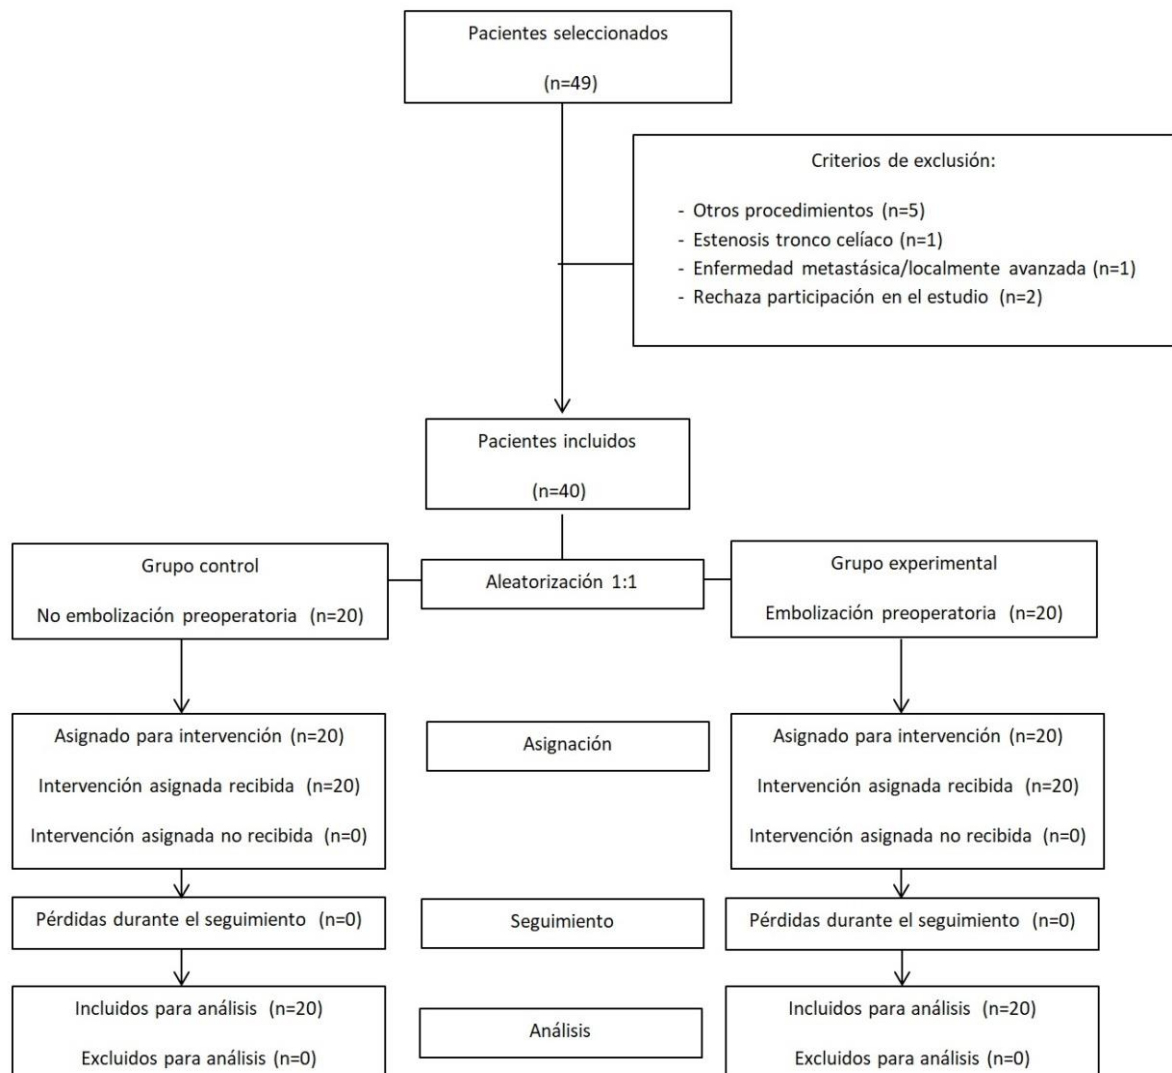 Pacientes seleccionados
(n=49)
Criterios de exclusión:
- Otros procedimientos (n=5)
- Estenosis tronco celíaco (n=1)
- Enfermedad metastásica/localmente avanzada (n=1)
- Rechaza participación en el estudio (n=2)
Pacientes incluidos
(n=40)
Grupo control
No embolización preoperatoria (n=20)
Aleatorización 1:1
Grupo experimental
Embolización preoperatoria (n=20)
Asignado para intervención (n=20)
Intervención asignada recibida (n=20)
Intervención asignada no recibida (n=0)
Asignación
Asignado para intervención (n=20)
Intervención asignada recibida (n=20)
Intervención asignada no recibida (n=0)
Pérdidas durante el seguimiento (n=0)
Seguimiento
Pérdidas durante el seguimiento (n=0)
Incluidos para análisis (n=20)
Excluidos para análisis (n=0)
Análisis
Incluidos para análisis (n=20)
Excluidos para análisis (n=0)